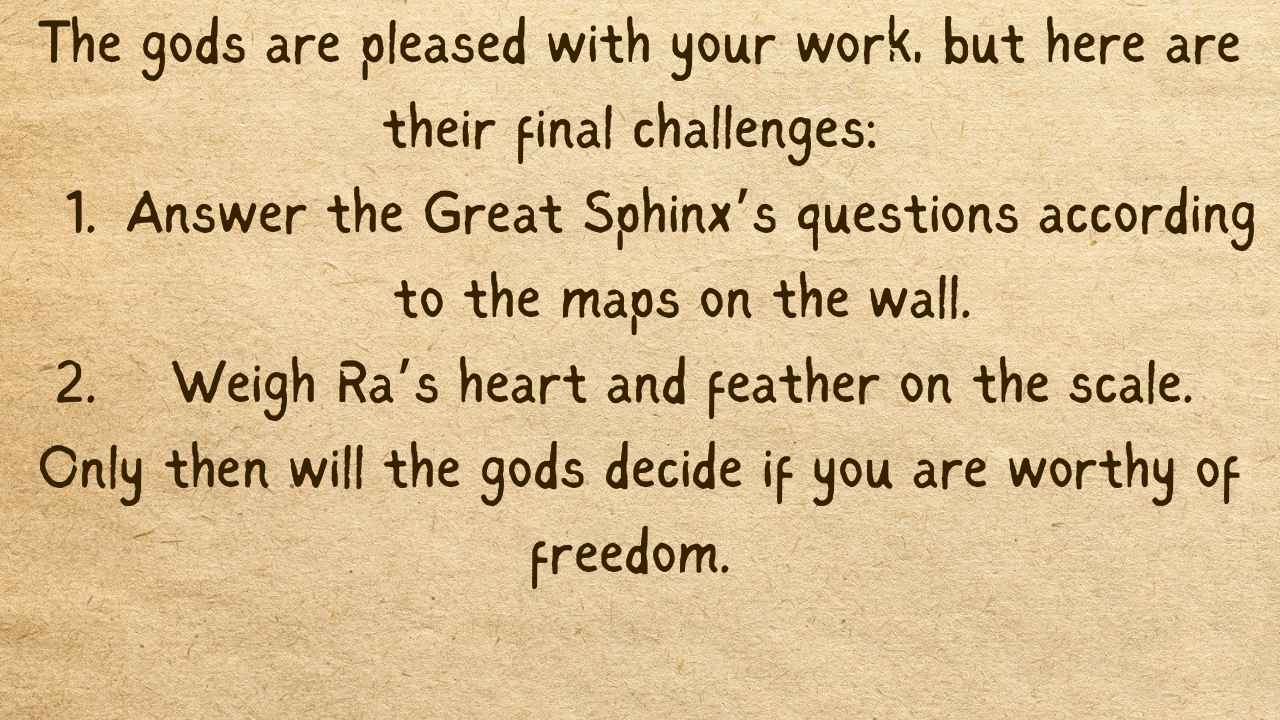 The gods are pleased with your work, but here are
their final challenges:
1. Answer the Great Sphinx's questions according
to the maps on the wall.
2. Weigh Ra's heart and feather on the scale.
Only then will the gods decide if you are worthy of
freedom.